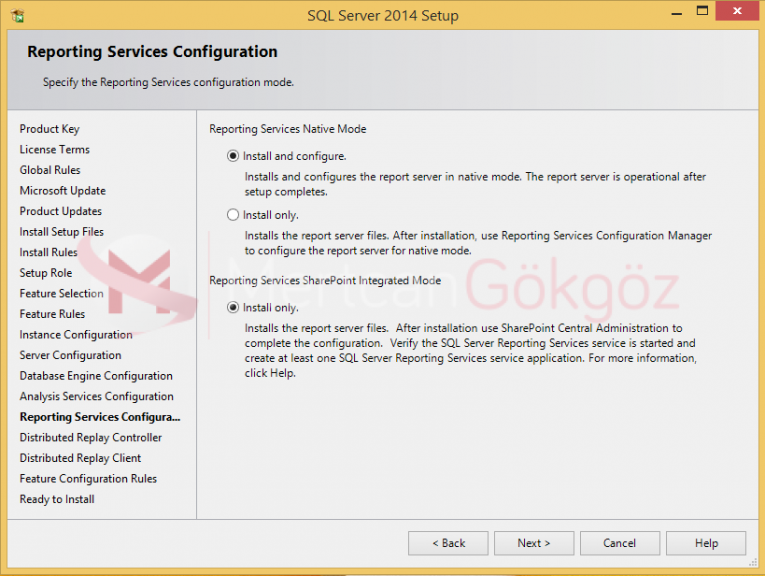 SQL Server 2014 Setup
Reporting Services Configuration
Specify the Reporting Services configuration mode.
Product Key
License Terms
Global Rules
Microsoft Update
Product Updates
Install Setup Files
Install Rules
Setup Role
Feature Selection
Feature Rules
Instance Configuration
Server Configuration
Database Engine Configuration
Analysis Services Configuration
Reporting Services Configura...
Distributed Replay Controller
Distributed Replay Client
Feature Configuration Rules
Ready to Install
Reporting Services Native Mode
Install and configure.
Installs and configures the report server in native mode. The report server is operational after
setup completes.
Install only.
Installs the report server files. After installation, use Reporting Services Configuration Manager
to configure the report server for native mode.
Reporting Services SharePoint Integrated Mode
Install only.
Installs the report server files.  After installation use SharePoint Central Administration to
complete the configuration.  Verify the SQL Server Reporting Services service is started and
create at least one SQL Server Reporting Services service application. For more information,
click Help.
MertcanGökgöz
< Back
Next >
Cancel
Help